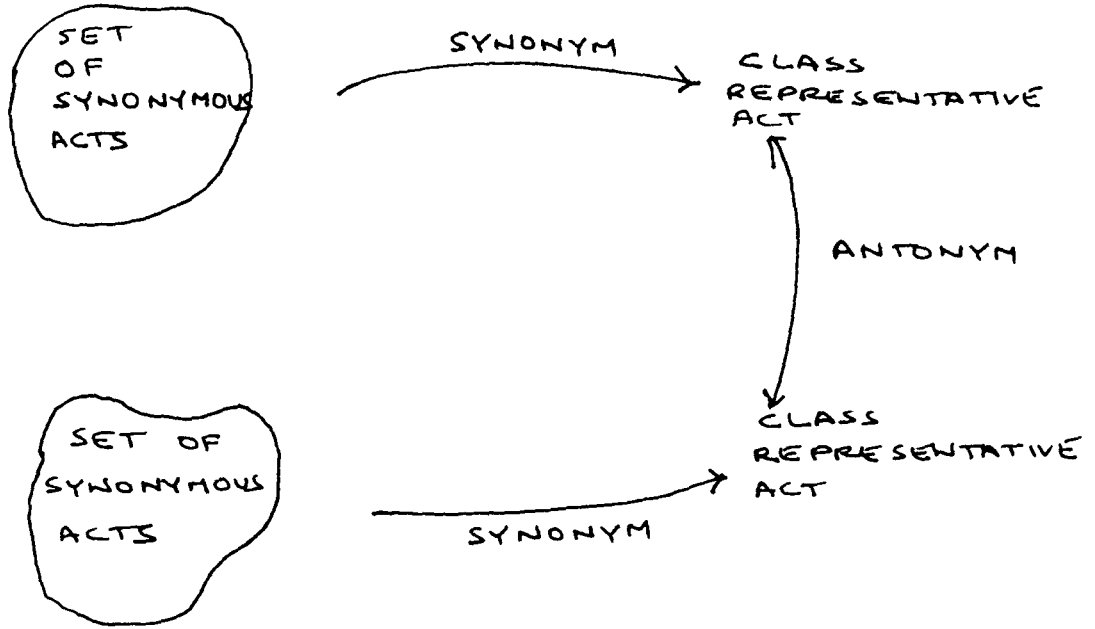 SET
OF
SYNONYMOUS
ACTS
SYNONYM
CLASS
REPRESENTATIVE
ACT
ANTONYM
SET OF
SYNONYMOUS
ACTS
SYNONYM
CLASS
REPRESENTATIVE
ACT